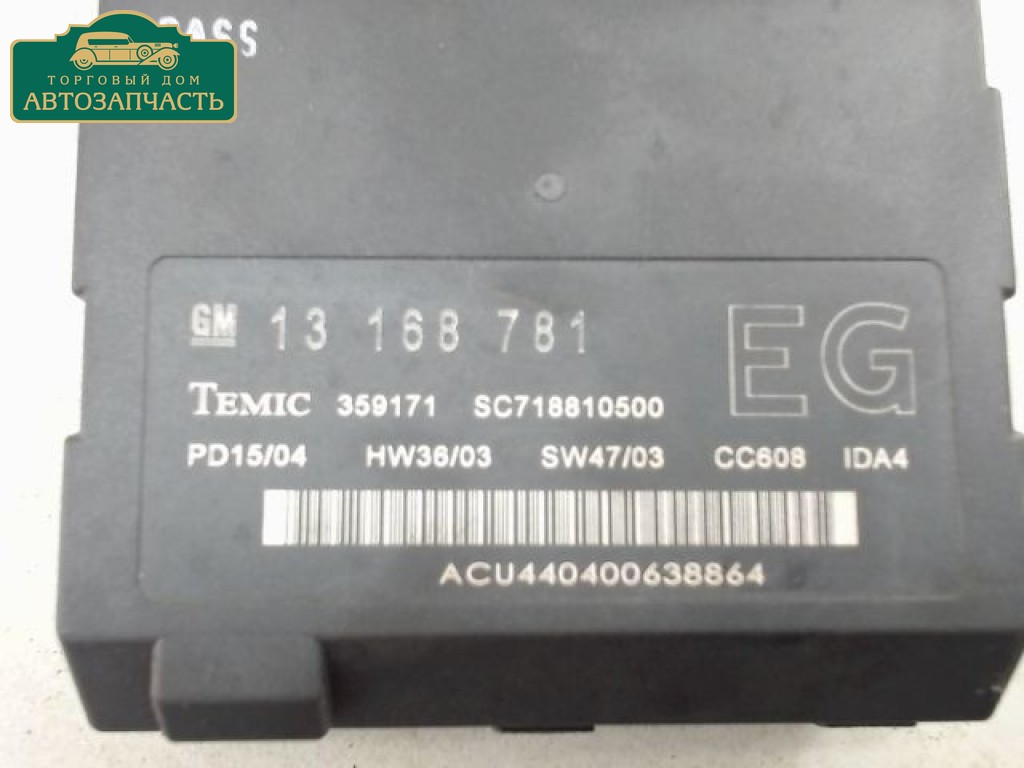 PASS
ТОРГОВЫЙ ДОМ
АВТОЗАПЧАСТЬ
GM 13 168 781 EG
TEMIC 359171 SC718810500
PD15/04 HW36/03 SW47/03 CC608 IDA4
ACU440400638864